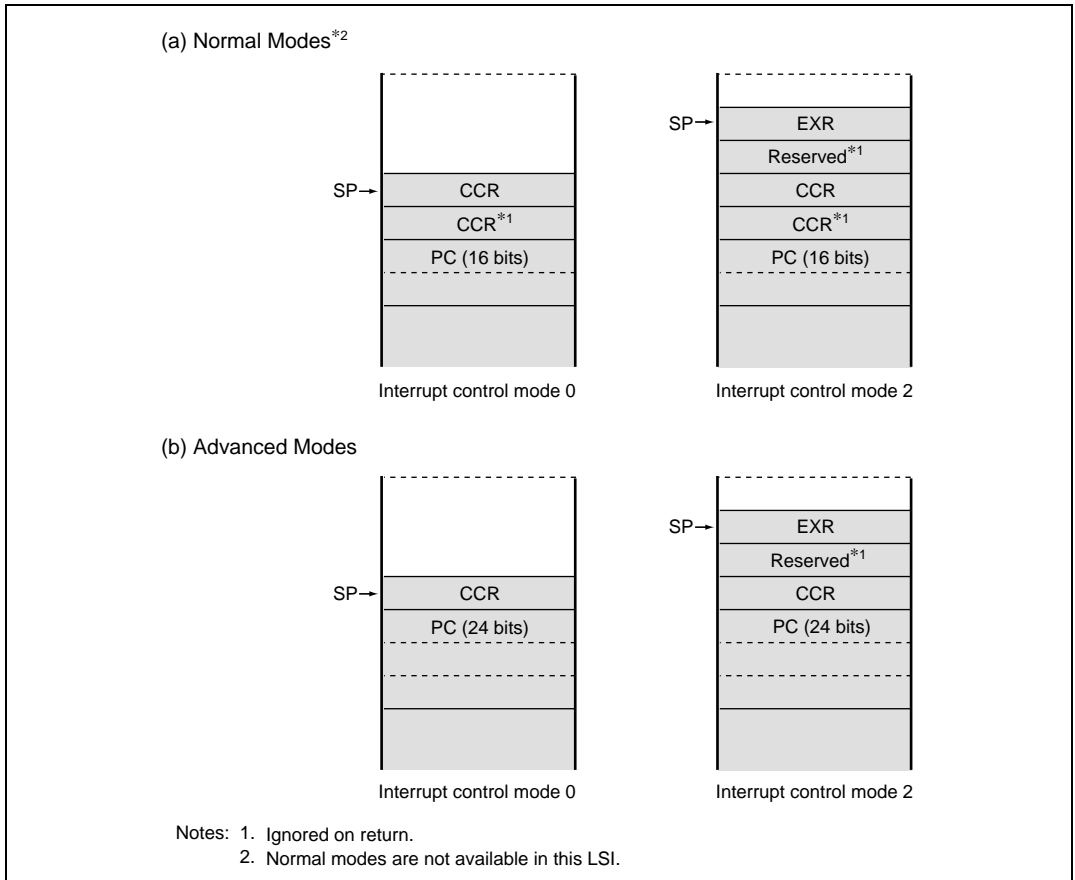 (a) Normal Modes*2
SP→
CCR
CCR*1
PC (16 bits)
Interrupt control mode 0
SP→
EXR
Reserved*1
CCR
CCR*1
PC (16 bits)
Interrupt control mode 2
(b) Advanced Modes
SP→
CCR
PC (24 bits)
Interrupt control mode 0
SP→
EXR
Reserved*1
CCR
PC (24 bits)
Interrupt control mode 2
Notes: 1. Ignored on return.
2. Normal modes are not available in this LSI.